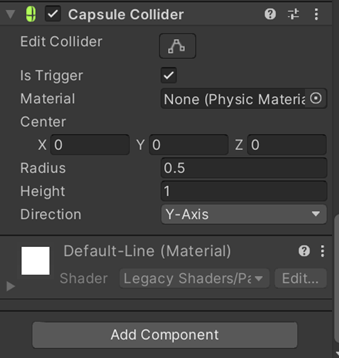 Capsule Collider
Edit Collider
Is Trigger
Material None (Physic Materia
Center
X 0 Y 0 Z 0
Radius 0.5
Height 1
Direction Y-Axis
Default-Line (Material)
Shader Legacy Shaders/Pa Edit...
Add Component